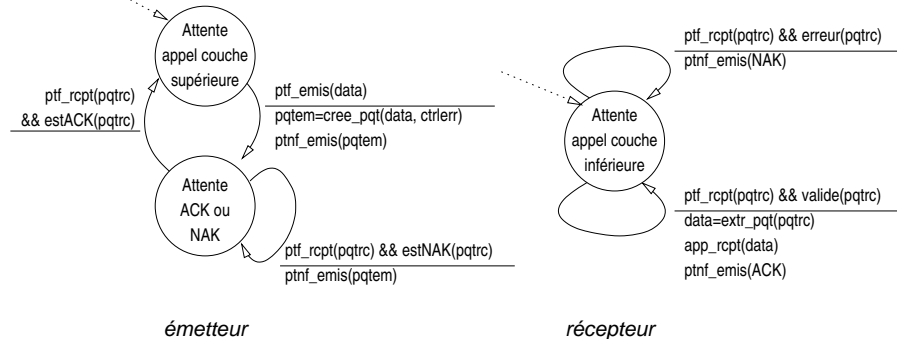 Attente
appel couche
supérieure
ptf_rcpt(pqtrc)
&& estACK(pqtrc)
ptf_emis(data)
pqtem=cree_pqt(data, ctrlerr)
ptnf_emis(pqtem)
Attente
ACK ou
NAK
ptf_rcpt(pqtrc) && estNAK(pqtrc)
ptnf_emis(pqtem)
émetteur
ptf_rcpt(pqtrc) && erreur(pqtrc)
ptnf_emis(NAK)
Attente
appel couche
inférieure
ptf_rcpt(pqtrc) && valide(pqtrc)
data=extr_pqt(pqtrc)
app_rcpt(data)
ptnf_emis(ACK)
récepteur